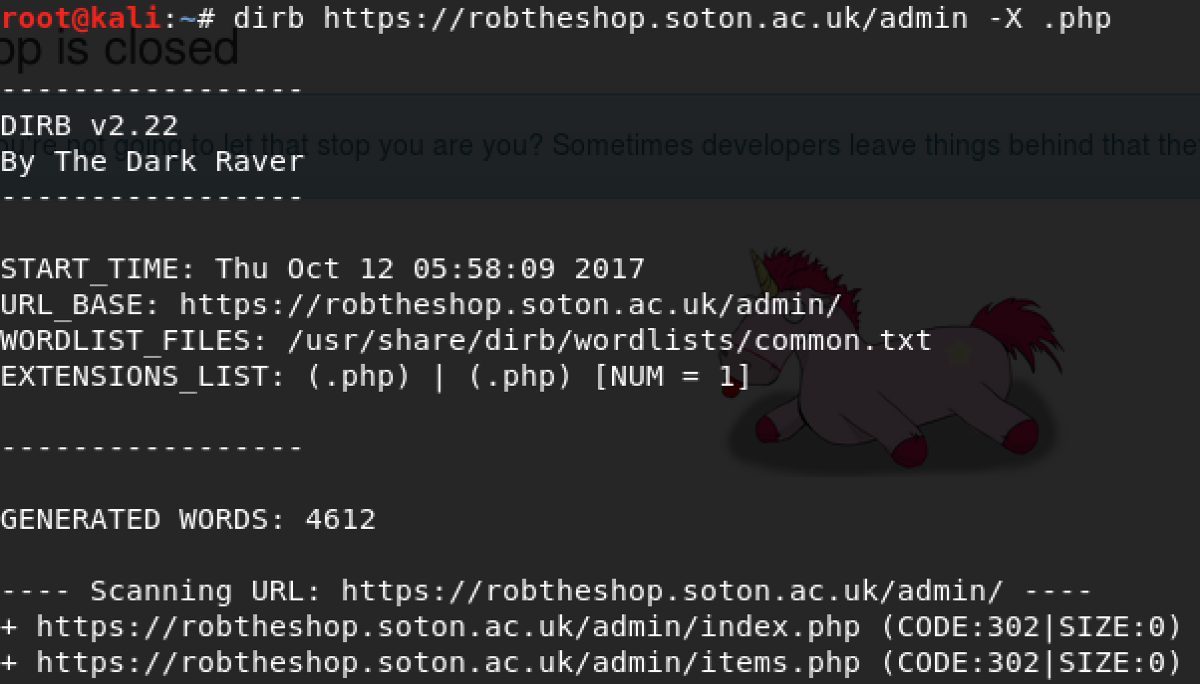 root@kali:~# dirb https://robtheshop.soton.ac.uk/admin -X .php
op is closed
-----------------
DIRB v2.22
you're not going to let that stop you are you? Sometimes developers leave things behind that the
By The Dark Raver
-----------------
START_TIME: Thu Oct 12 05:58:09 2017
URL_BASE: https://robtheshop.soton.ac.uk/admin/
WORDLIST_FILES: /usr/share/dirb/wordlists/common.txt
EXTENSIONS_LIST: (.php) | (.php) [NUM = 1]
-----------------
GENERATED WORDS: 4612
---- Scanning URL: https://robtheshop.soton.ac.uk/admin/ ----
+ https://robtheshop.soton.ac.uk/admin/index.php (CODE:302|SIZE:0)
+ https://robtheshop.soton.ac.uk/admin/items.php (CODE:302|SIZE:0)